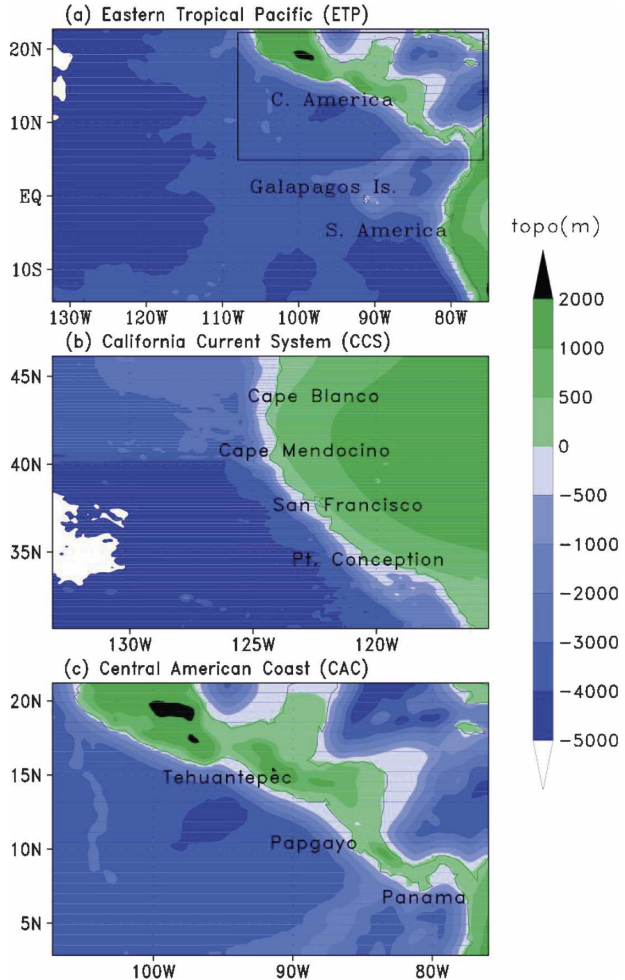 (a) Eastern Tropical Pacific (ETP)
20N
10N
EQ
10S
C. America
Galapagos Is.
S. America
130W 120W 110W 100W 90W 80W
topo(m)
2000
1000
500
0
-500
-1000
-2000
-3000
-4000
-5000
(b) California Current System (CCS)
45N
40N
35N
Cape Blanco
Cape Mendocino
San Francisco
Pt. Conception
130W 125W 120W
(c) Central American Coast (CAC)
20N
15N
10N
5N
Tehuantepèc
Papgayo
Panama
100W 90W 80W